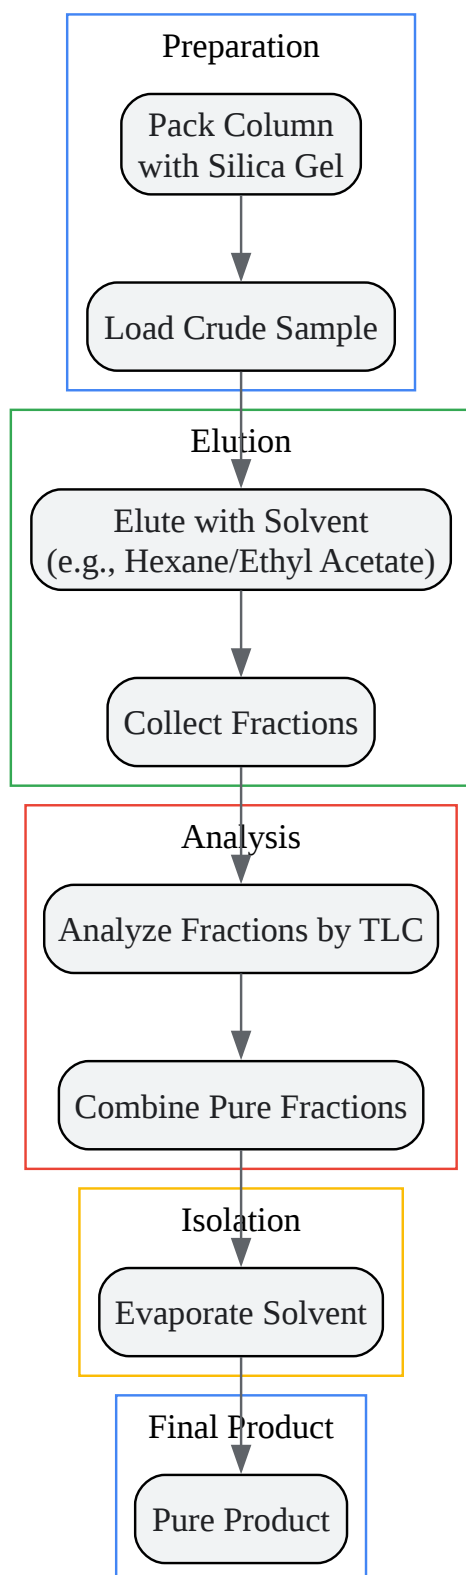 Preparation
Pack Column
with Silica Gel
Load Crude Sample
Elution
Elute with Solvent
(e.g., Hexane/Ethyl Acetate)
Collect Fractions
Analysis
Analyze Fractions by TLC
Combine Pure Fractions
Isolation
Evaporate Solvent
Final Product
Pure Product